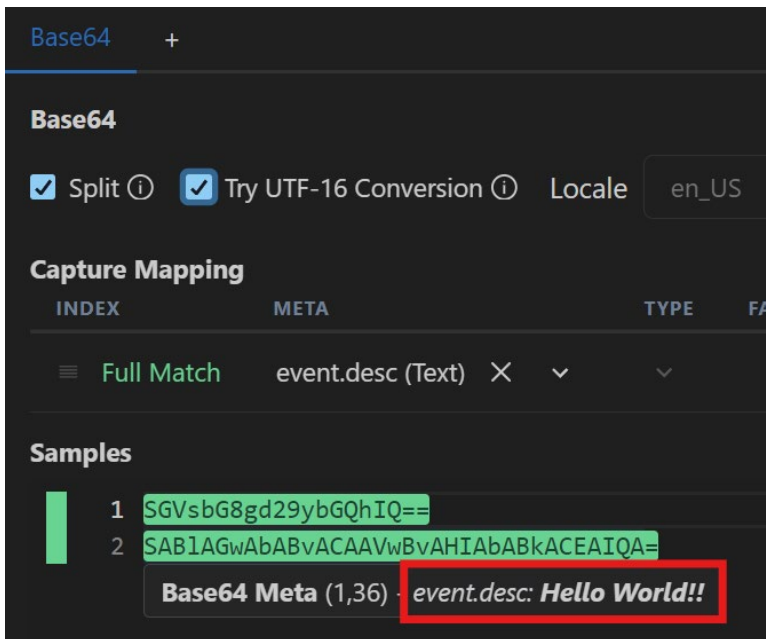 Base64 +
Base64
Split Try UTF-16 Conversion Locale en_US
Capture Mapping
INDEX META TYPE FA
Full Match event.desc (Text)
Samples
1 SGVsbG8gd29ybGQhIQ==
2 SABlAGwAbABvACAAVwBvAHIAbABkACEAIQA=
Base64 Meta (1,36) - event.desc: Hello World!!